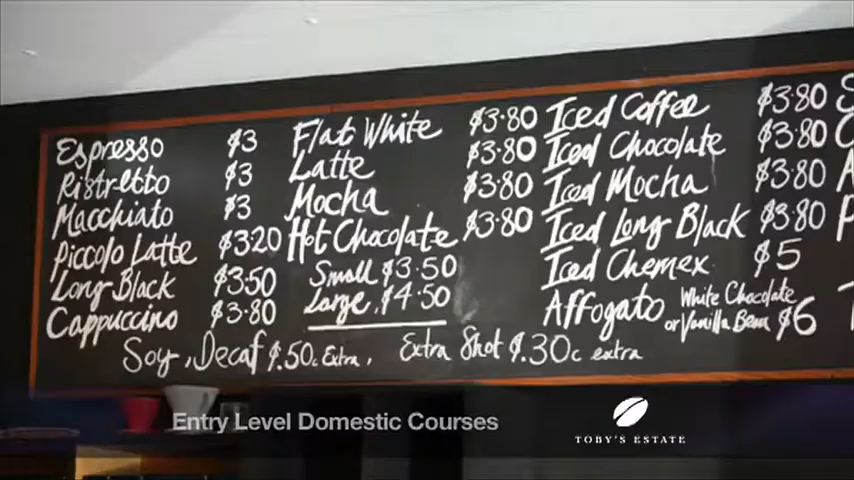 Espresso $3
Ristretto $3
Macchiato $3
Piccolo Latte $3.20
Long Black $3.50
Cappuccino $3.80
Flat White $3.80
Latte $3.80
Mocha $3.80
Hot Chocolate $3.80
Small $3.50
Large $4.50
Iced Coffee $3.80
Iced Chocolate $3.80
Iced Mocha $3.80
Iced Long Black $3.80
Iced Chemex $5
Affogato White Chocolate
or Vanilla Bean $6
Soy, Decaf $.50c Extra, Extra Shot $.30c extra
Entry Level Domestic Courses
TOBY'S ESTATE